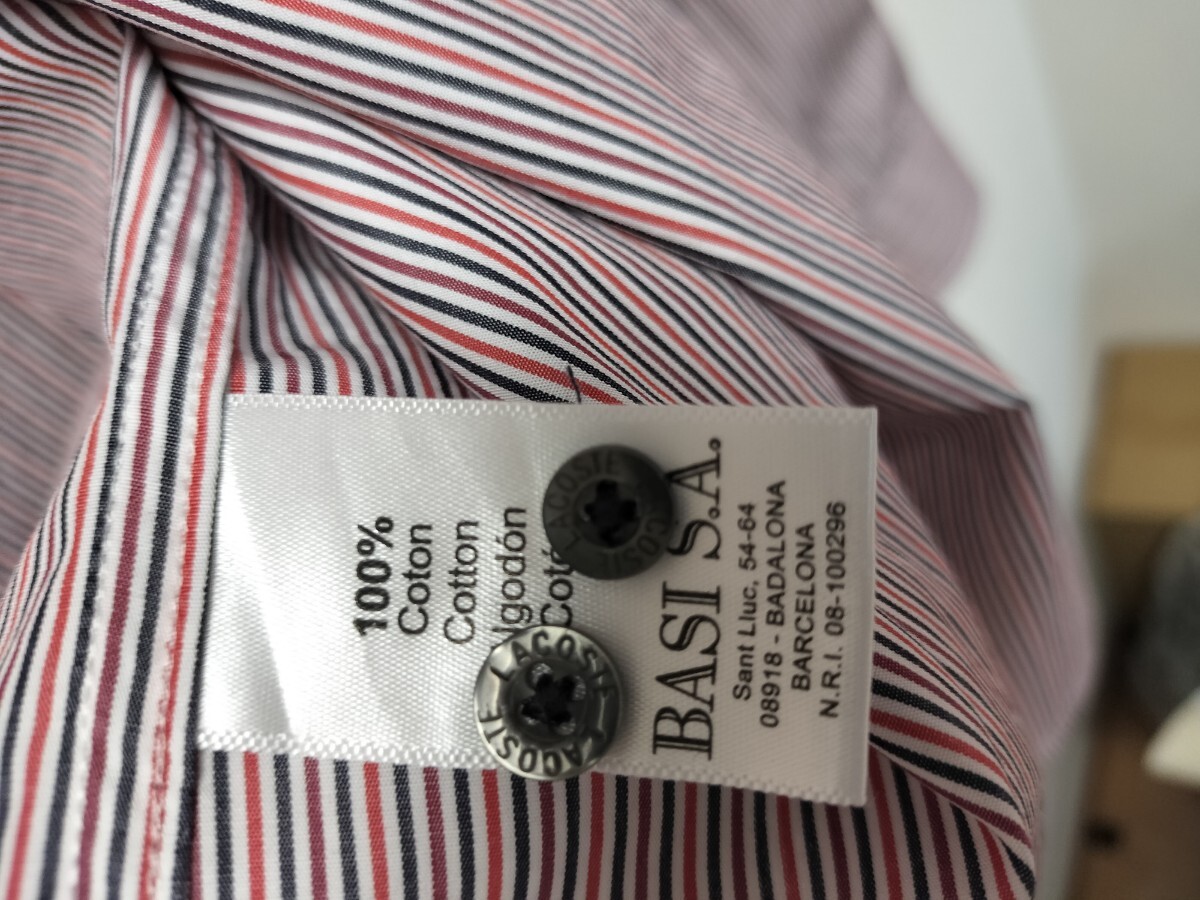 100%
Coton
Cotton
lgodón
Cotó
BASI S.A.
Sant Lluc, 54-64
08918 - BADALONA
BARCELONA
N.R.I. 08-100296
LACOSTE LACOSTE
LACOSTE LACOSTE